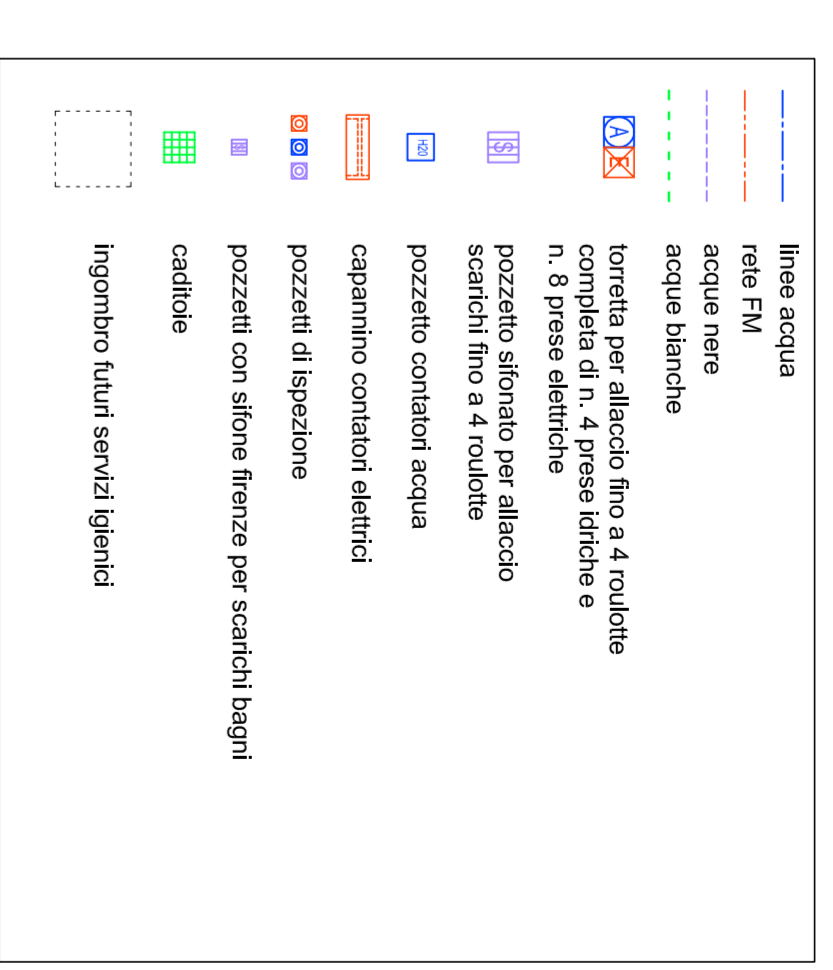 linee acqua
rete FM
acque nere
acque bianche
A E
torretta per allaccio fino a 4 roulotte
completa di n. 4 prese idriche e
n. 8 prese elettriche
S
pozzetto sifonato per allaccio
scarichi fino a 4 roulotte
H20
pozzetto contatori acqua
capannino contatori elettrici
pozzetti di ispezione
S
pozzetti con sifone firenze per scarichi bagni
caditoie
ingombro futuri servizi igienici